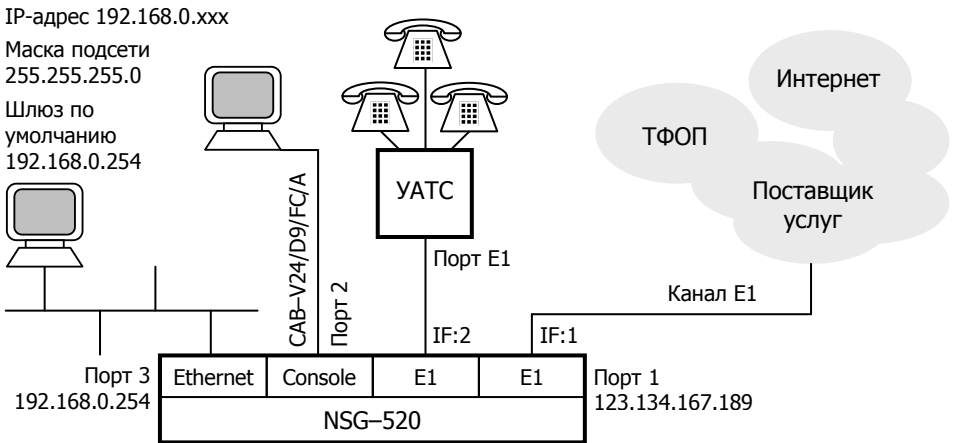 IP-адрес 192.168.0.xxx
Маска подсети
255.255.255.0
Шлюз по
умолчанию
192.168.0.254
Интернет
ТФОП
Поставщик
услуг
УАТС
CAB–V24/D9/FC/A
Порт 2
Порт E1
Канал E1
IF:2
IF:1
Порт 3
192.168.0.254
Ethernet
Console
E1
E1
Порт 1
123.134.167.189
NSG–520